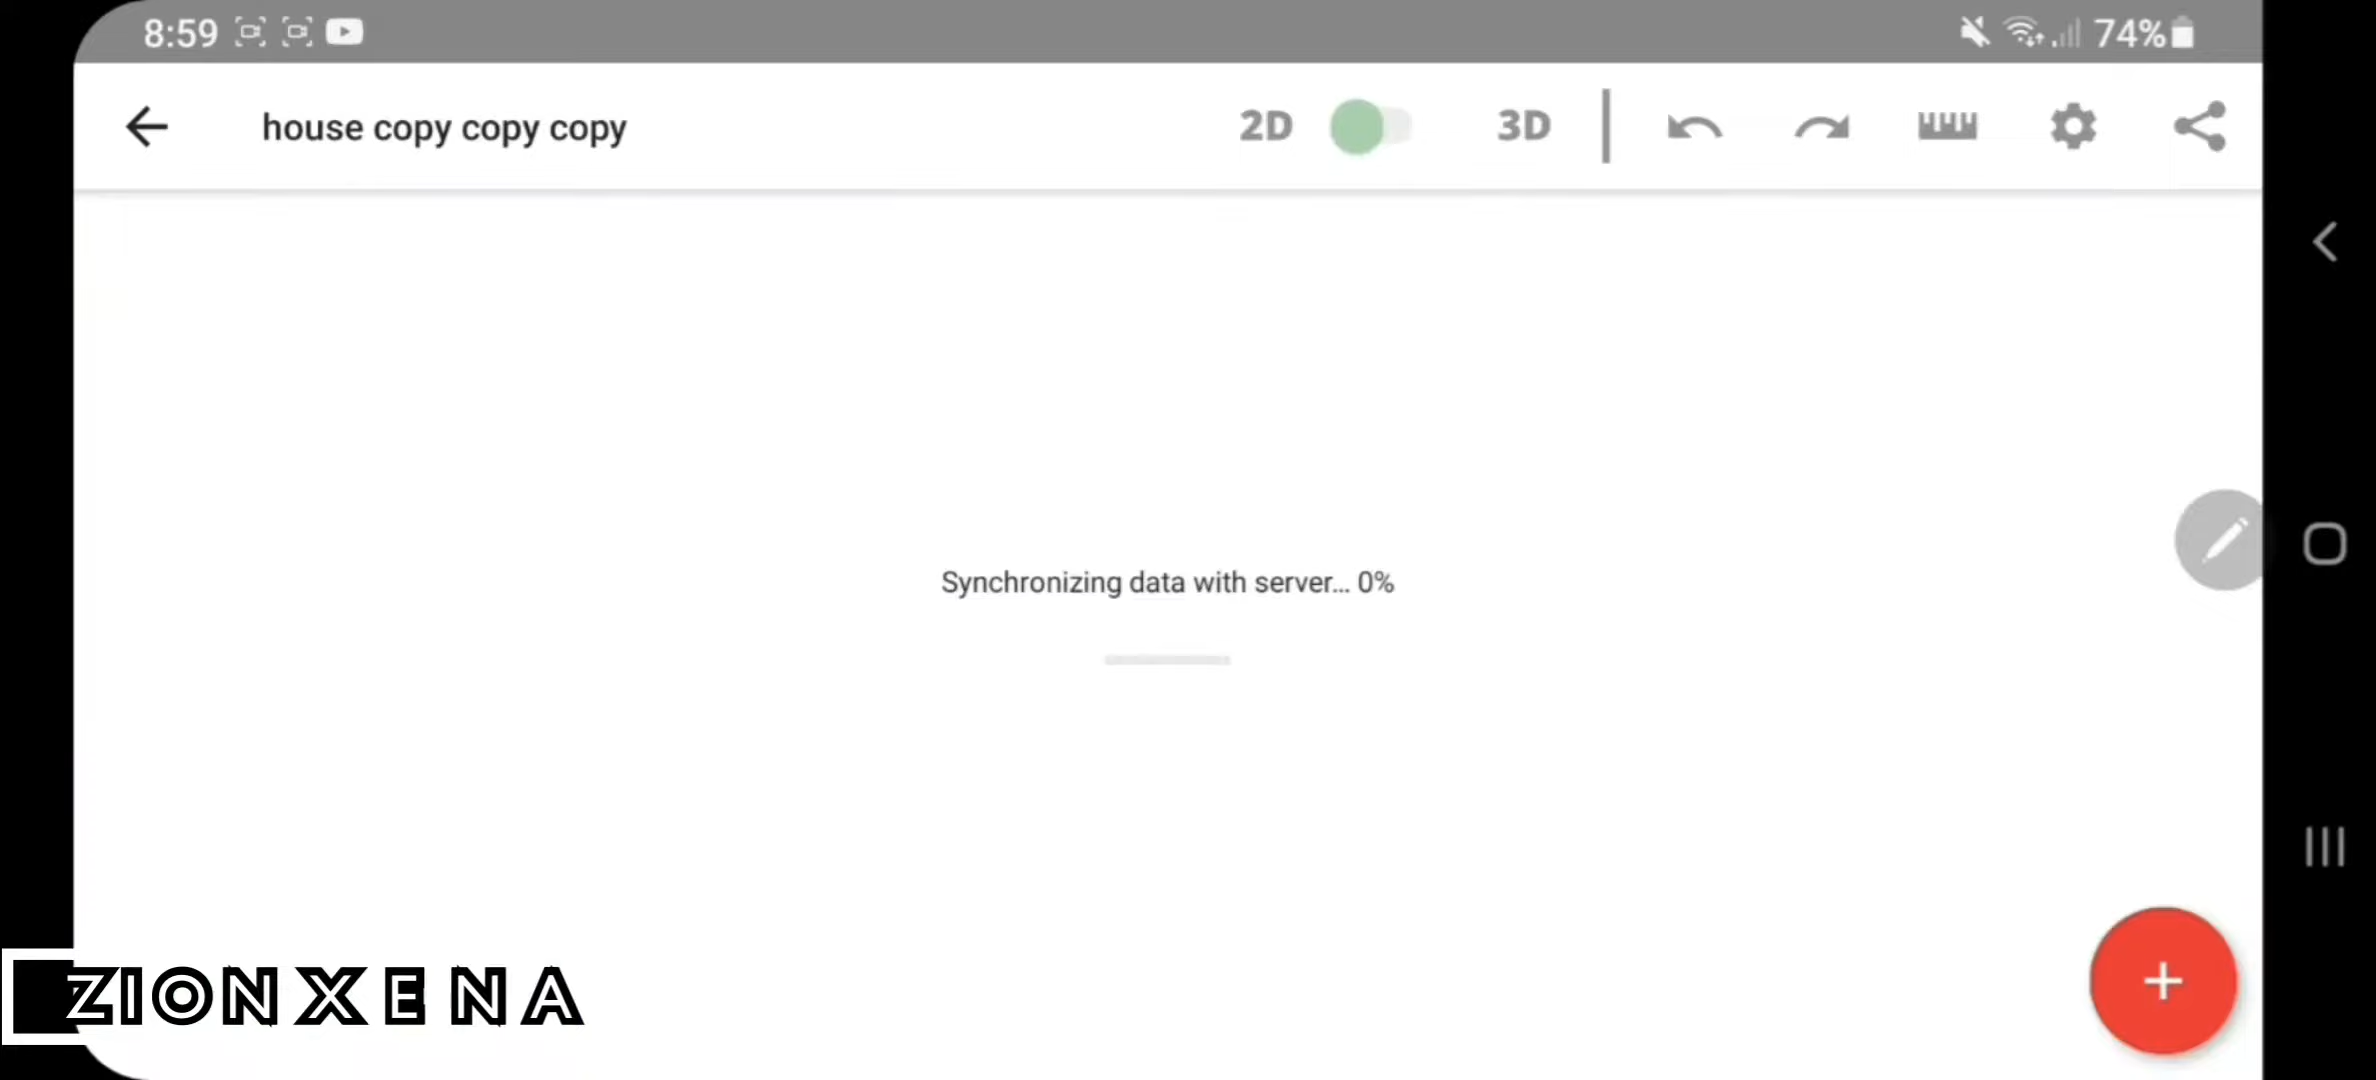 8:59 74%
house copy copy copy 2D 3D
Synchronizing data with server... 0%
ZIONXENA